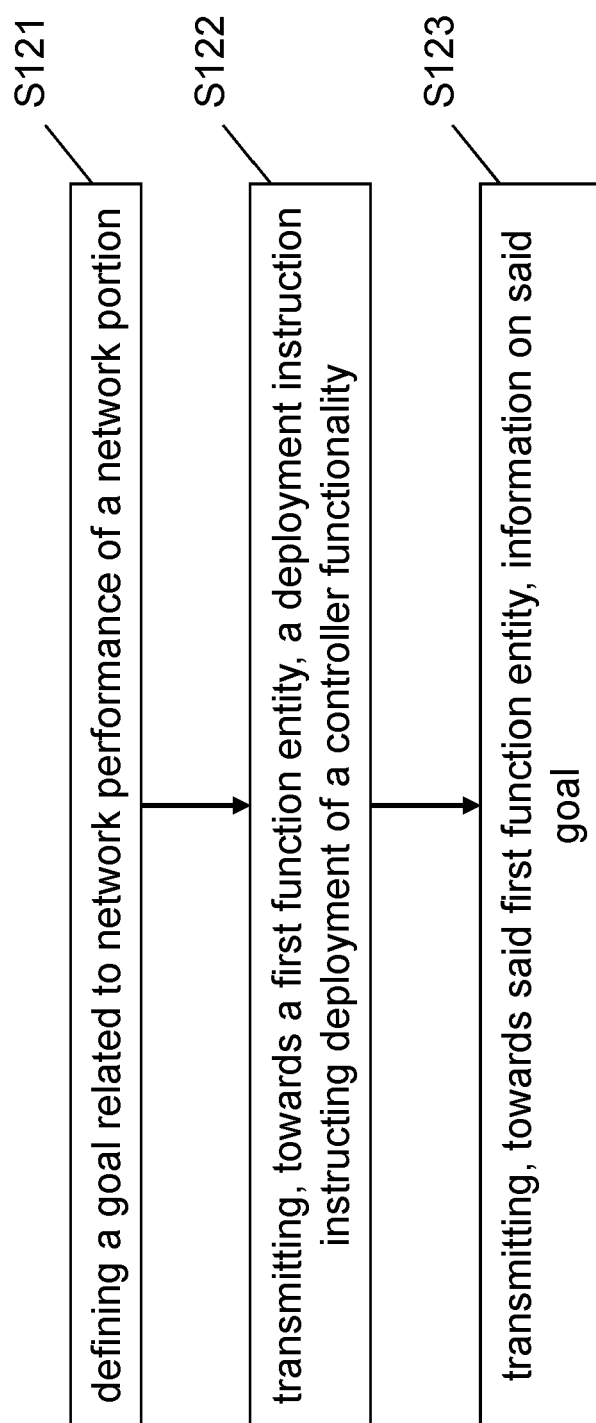 S121
defining a goal related to network performance of a network portion
S122
transmitting, towards a first function entity, a deployment instruction
instructing deployment of a controller functionality
S123
transmitting, towards said first function entity, information on said
goal